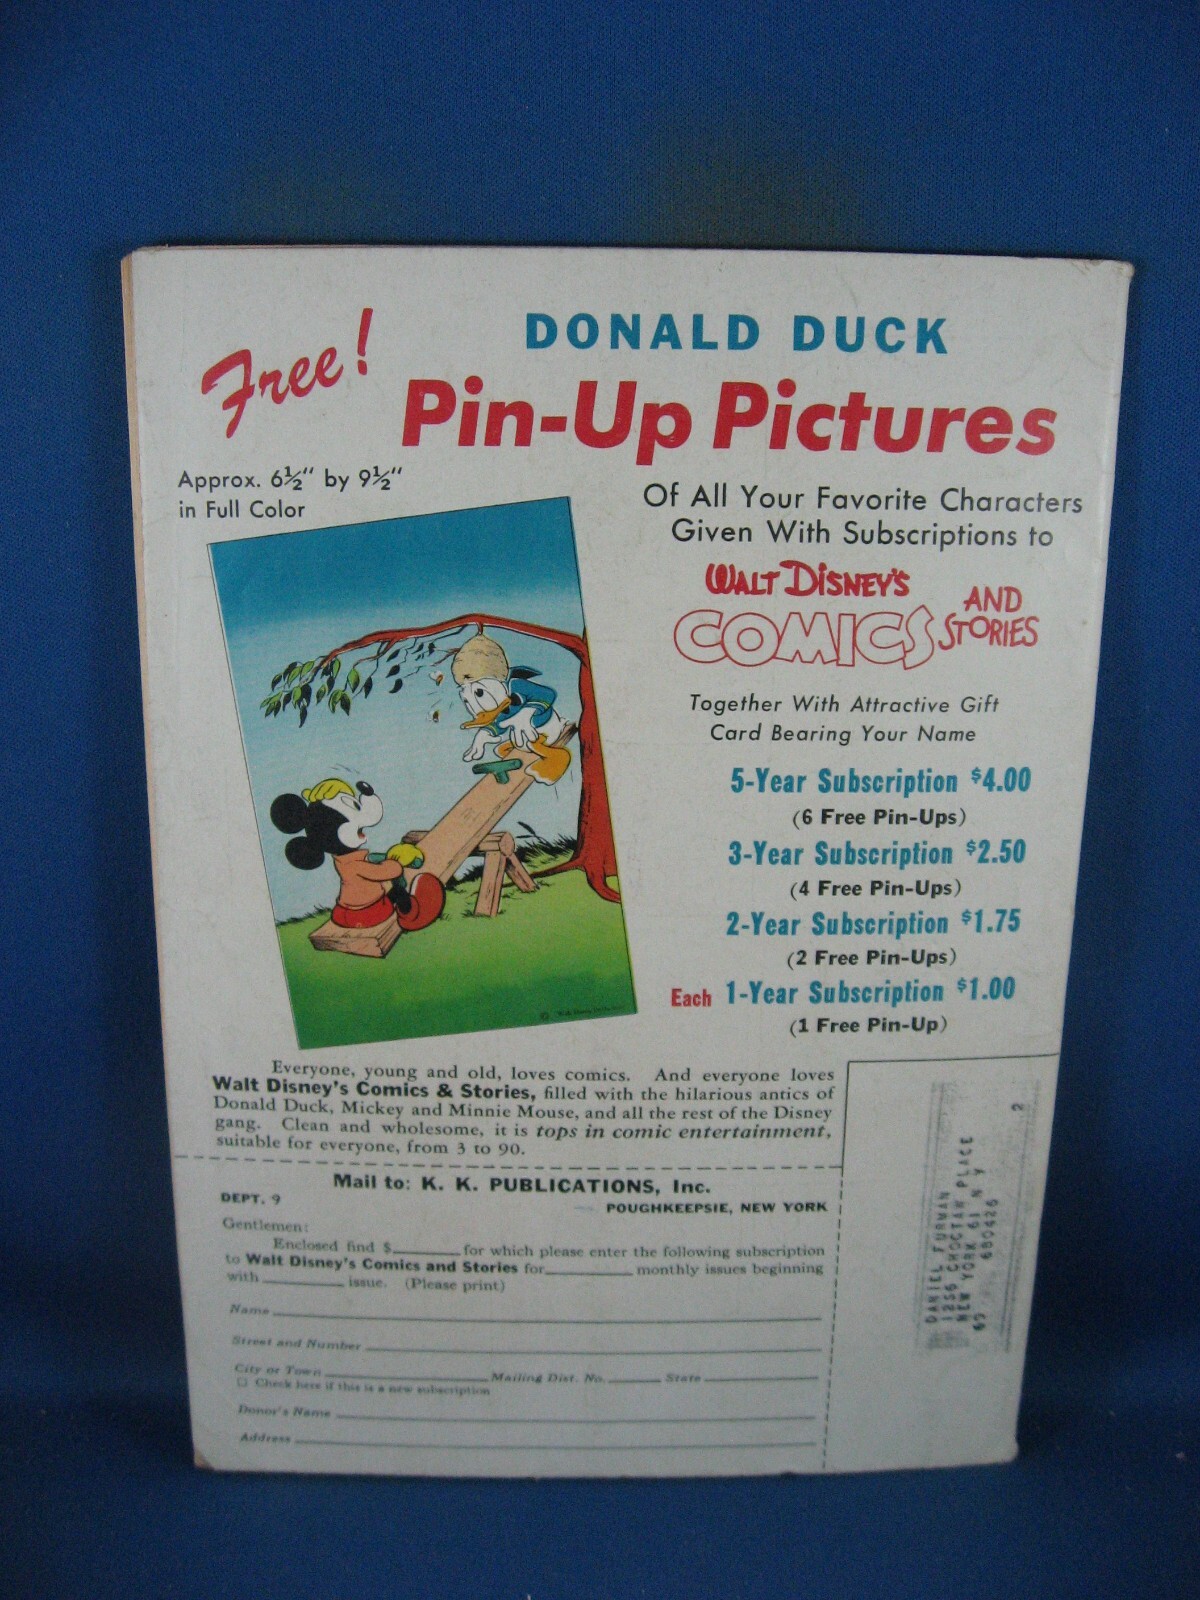 Free!
DONALD DUCK
Pin-Up Pictures
Approx. 6½" by 9½"
in Full Color
Of All Your Favorite Characters
Given With Subscriptions to
WALT DISNEY'S
COMICS AND STORIES
Together With Attractive Gift
Card Bearing Your Name
5-Year Subscription $4.00
(6 Free Pin-Ups)
3-Year Subscription $2.50
(4 Free Pin-Ups)
2-Year Subscription $1.75
(2 Free Pin-Ups)
Each 1-Year Subscription $1.00
(1 Free Pin-Up)
Everyone, young and old, loves comics. And everyone loves
Walt Disney's Comics & Stories, filled with the hilarious antics of
Donald Duck, Mickey and Minnie Mouse, and all the rest of the Disney
gang. Clean and wholesome, it is tops in comic entertainment,
suitable for everyone, from 3 to 90.
Mail to: K. K. PUBLICATIONS, Inc.
DEPT. 9
POUGHKEEPSIE, NEW YORK
Gentlemen:
Enclosed find $ for which please enter the following subscription
to Walt Disney's Comics and Stories for monthly issues beginning
with issue. (Please print)
Name
Street and Number
City or Town Mailing Dist. No. State
Check here if this is a new subscription
Donor's Name
Address
2
DANIEL FURMAN
1256 CHOCTAW PLACE
NEW YORK 61 N Y
680426